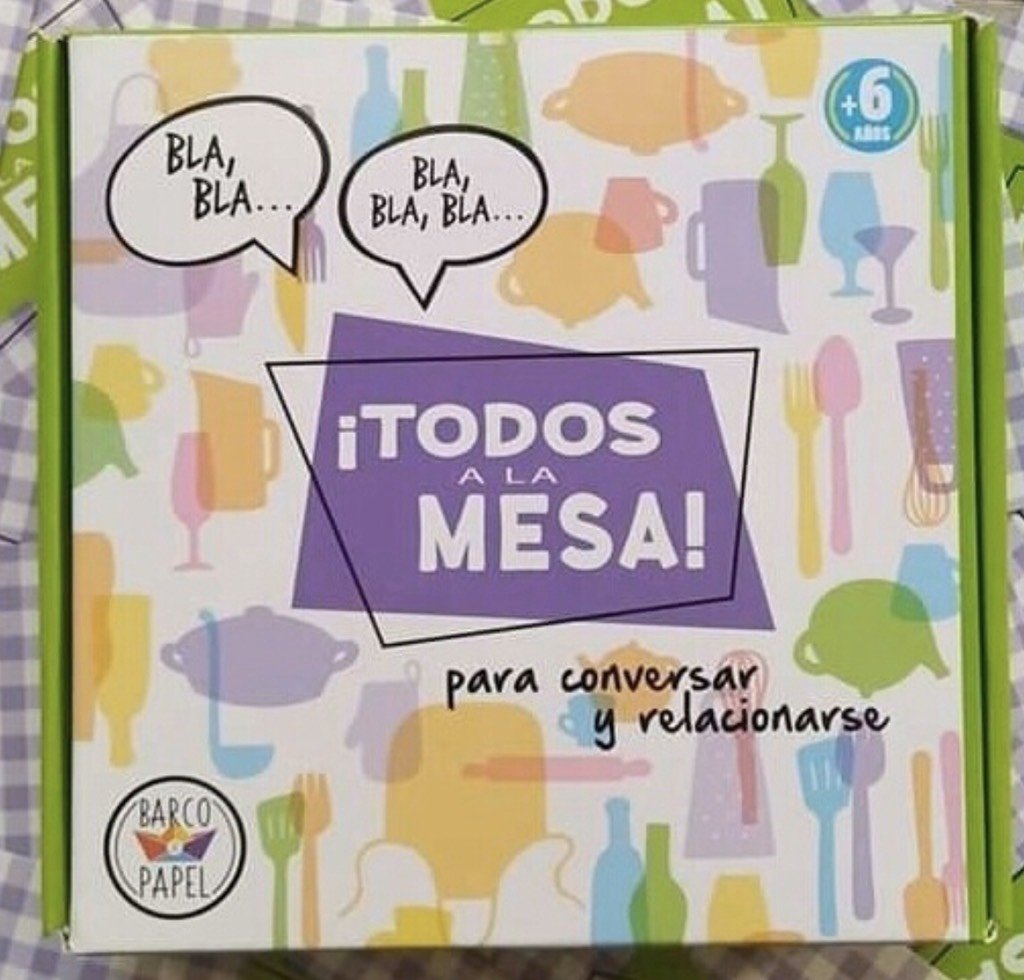 +6
AÑOS
BLA,
BLA...
BLA,
BLA, BLA...
¡TODOS
A LA
MESA!
para conversar
y relacionarse
BARCO
PAPEL